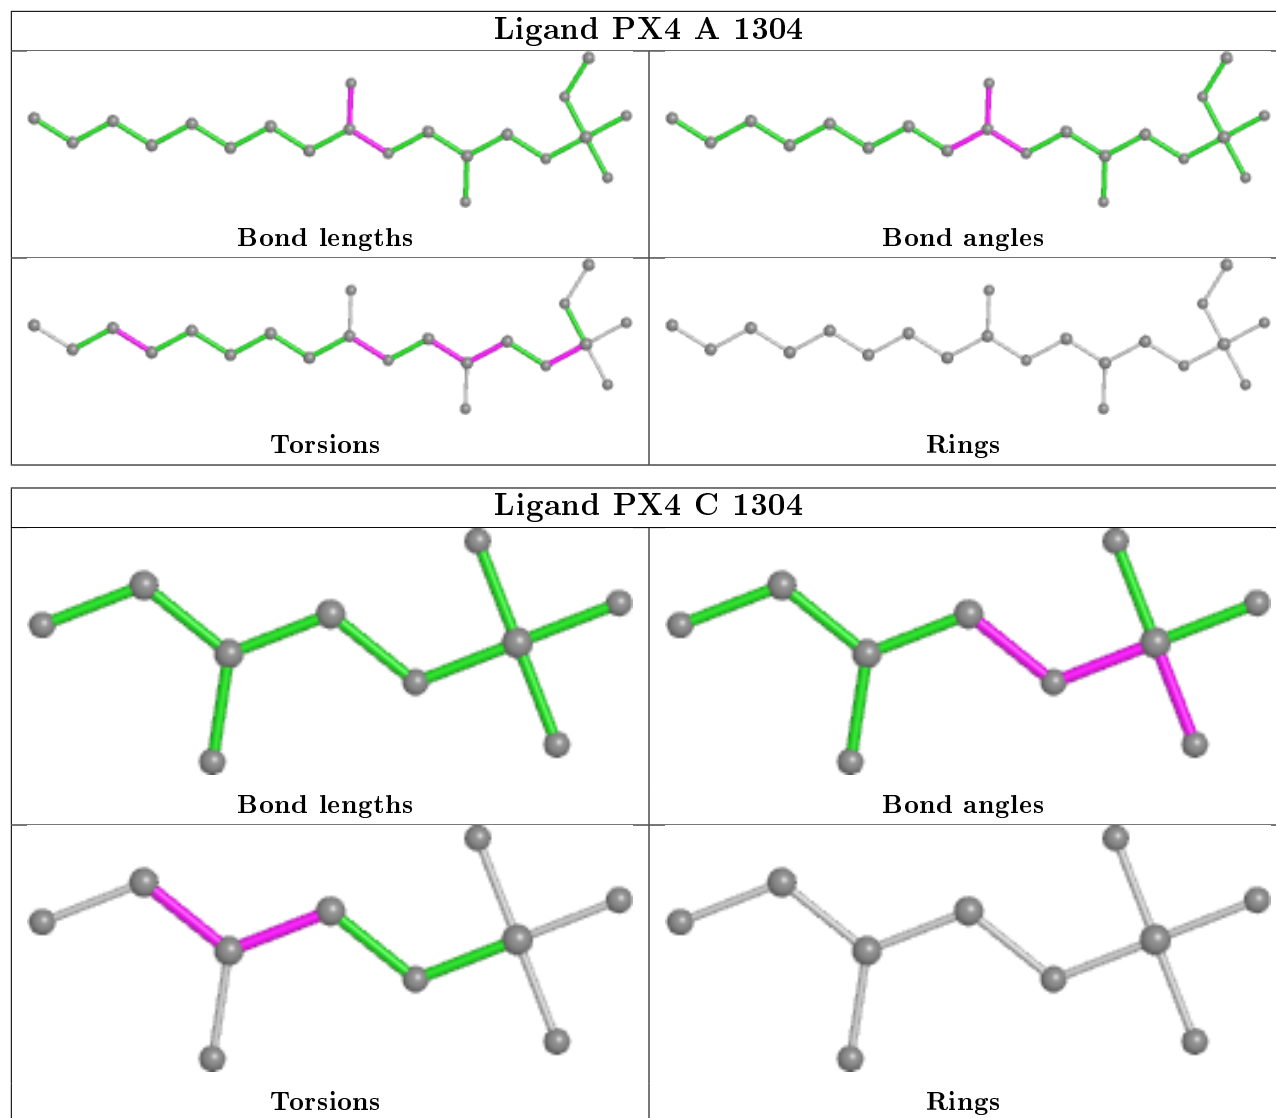 Ligand PX4 A 1304
Bond lengths
Bond angles
Torsions
Rings
Ligand PX4 C 1304
Bond lengths
Bond angles
Torsions
Rings